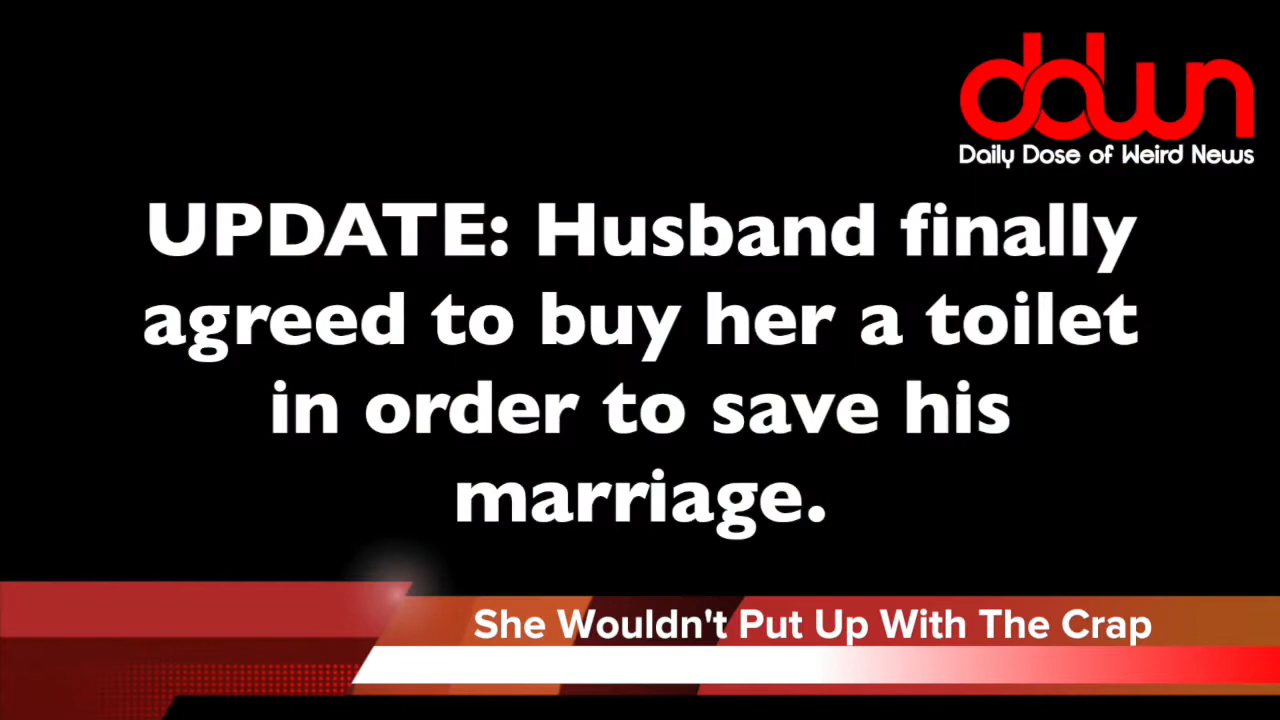 ddwn
Daily Dose of Weird News
UPDATE: Husband finally
agreed to buy her a toilet
in order to save his
marriage.
She Wouldn't Put Up With The Crap